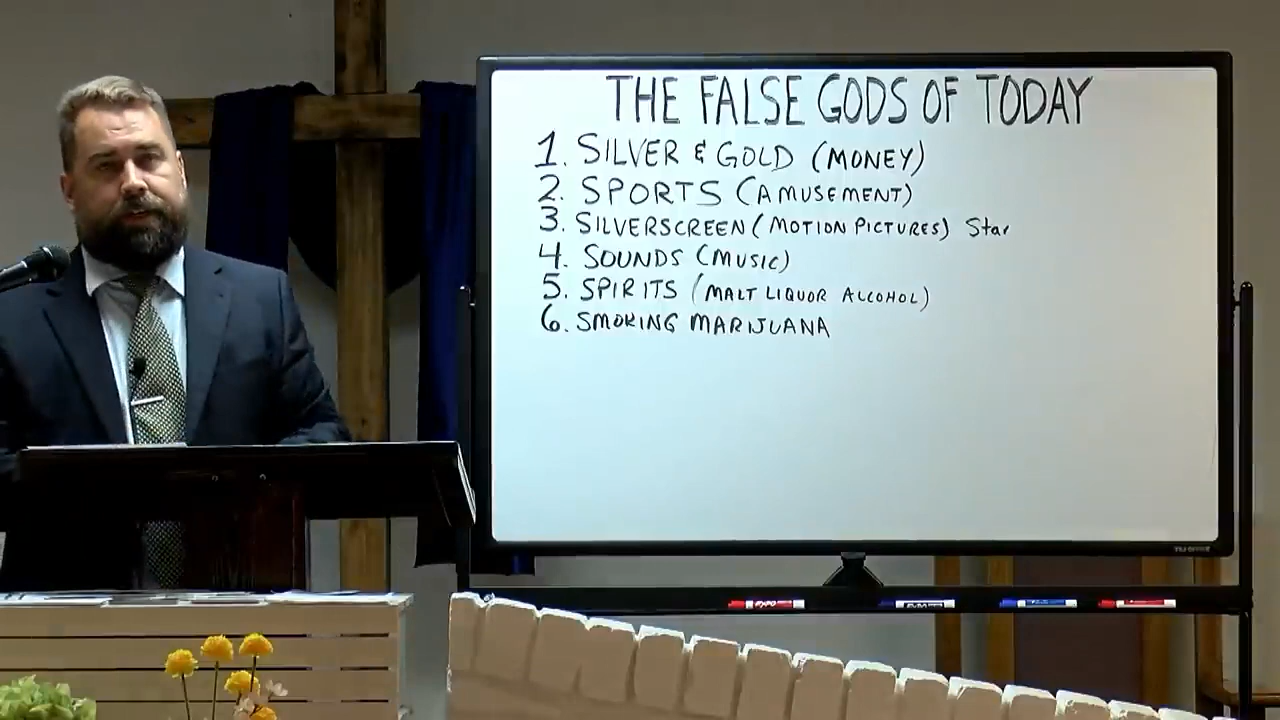 THE FALSE GODS OF TODAY
1. SILVER & GOLD (MONEY)
2. SPORTS (AMUSEMENT)
3. SILVERSCREEN (MOTION PICTURES) Star
4. SOUNDS (MUSIC)
5. SPIRITS (MALT LIQUOR ALCOHOL)
6. SMOKING MARIJUANA
EXPO